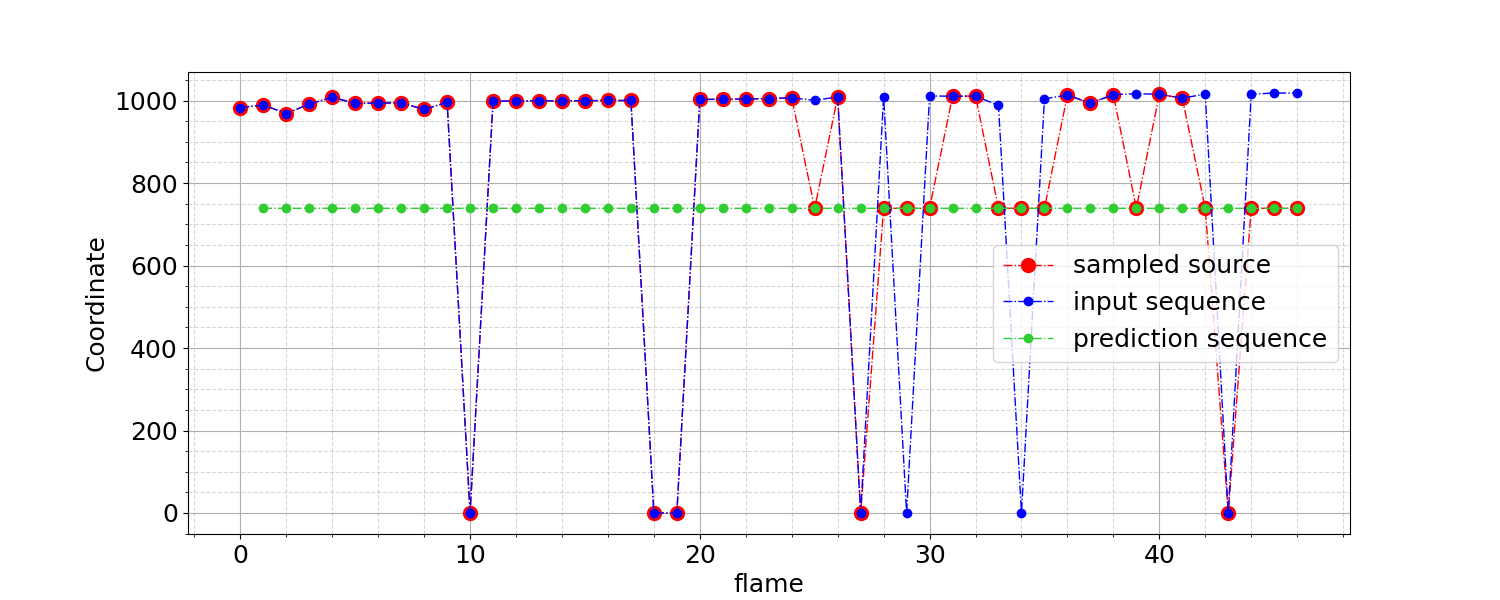 1000
800
600
400
200
0
Coordinate
sampled source
input sequence
prediction sequence
0 10 20 30 40
flame